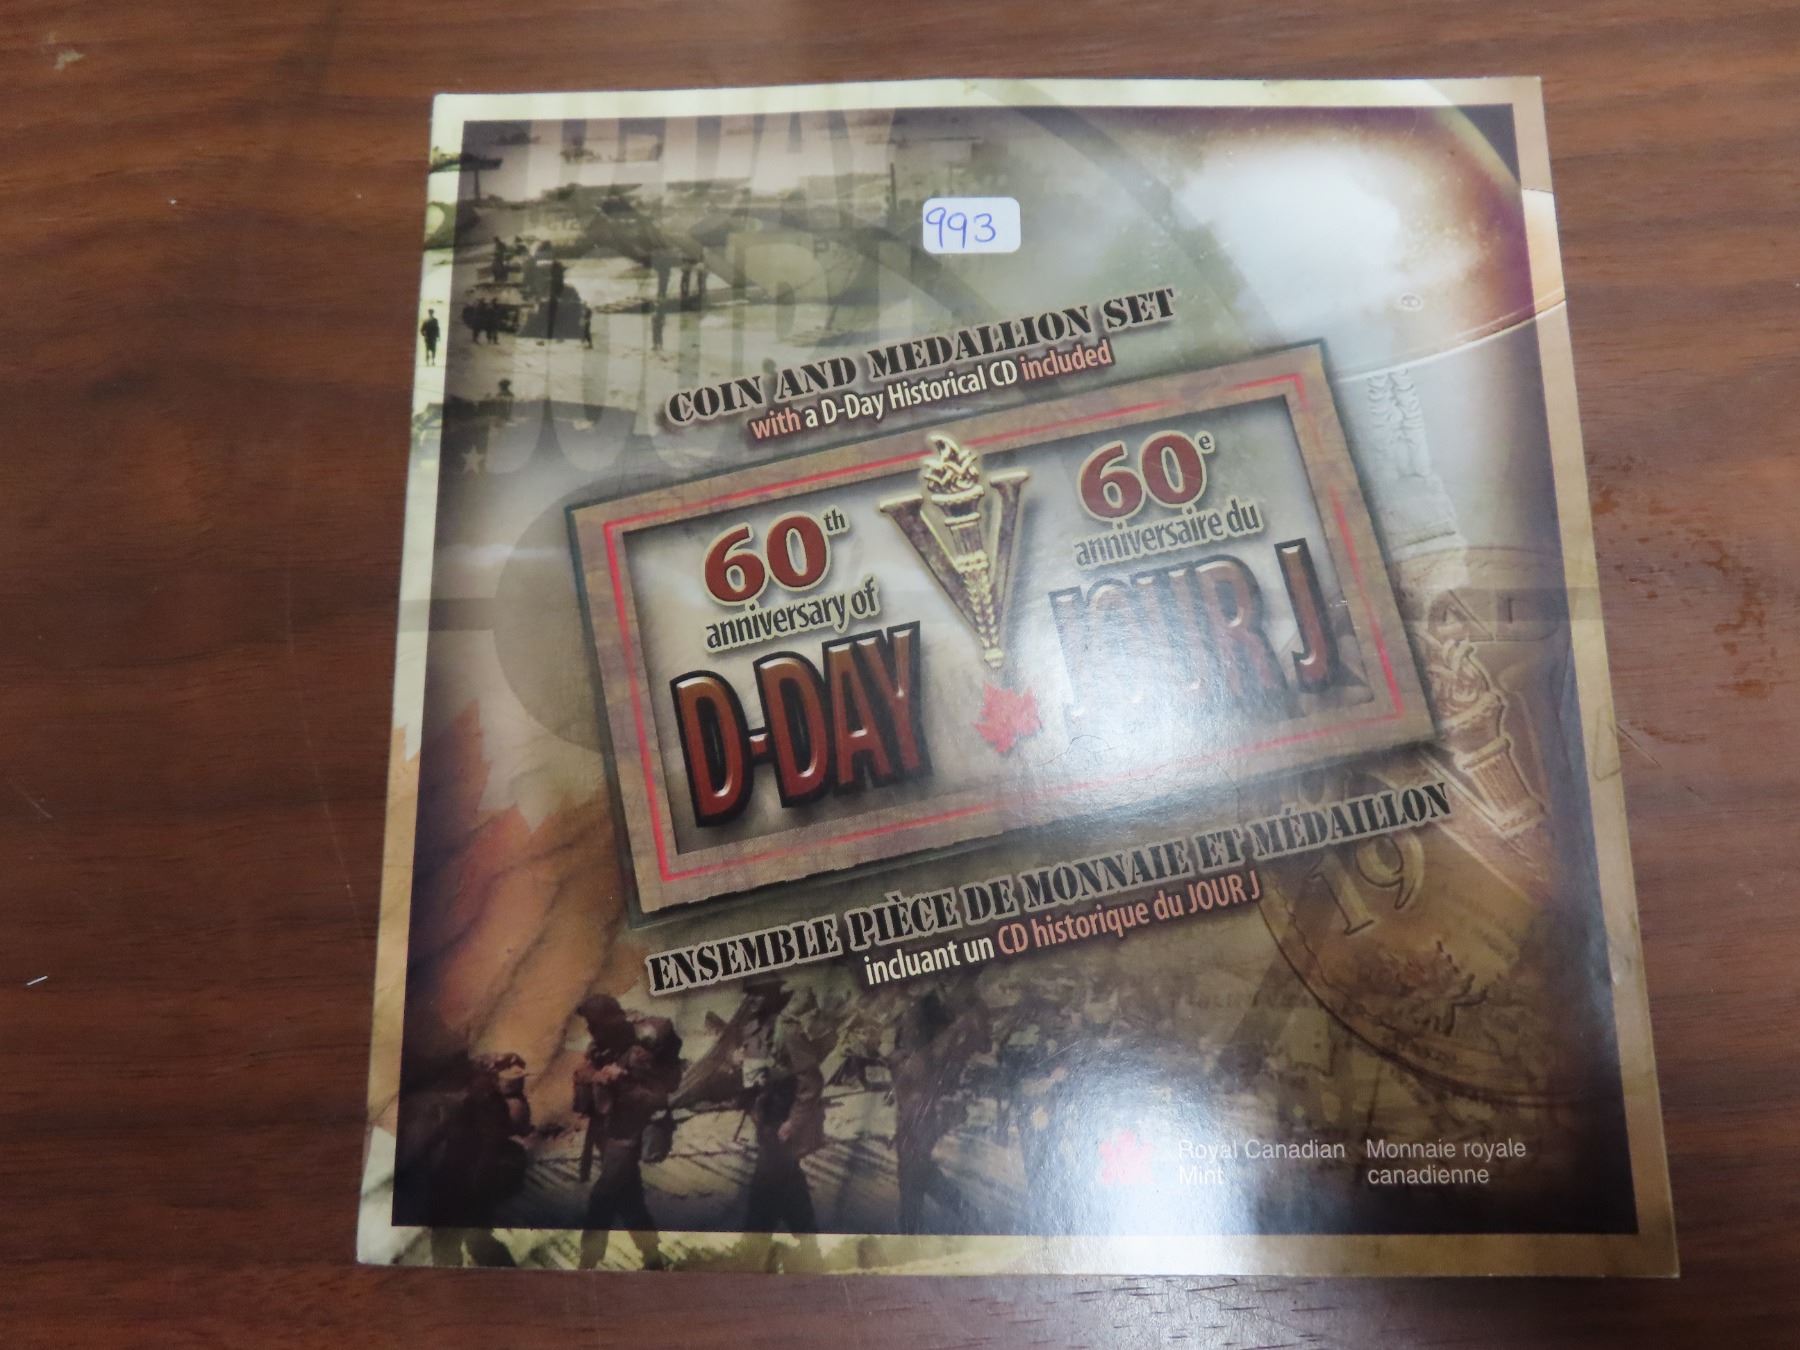 993
COIN AND MEDALLION SET
with a D-Day Historical CD included
60th
anniversary of
D-DAY
V
60e
anniversaire du
JOUR J
ENSEMBLE PIÈCE DE MONNAIE ET MÉDAILLON
incluant un CD historique du JOUR J
19
Royal Canadian
Mint
Monnaie royale
canadienne